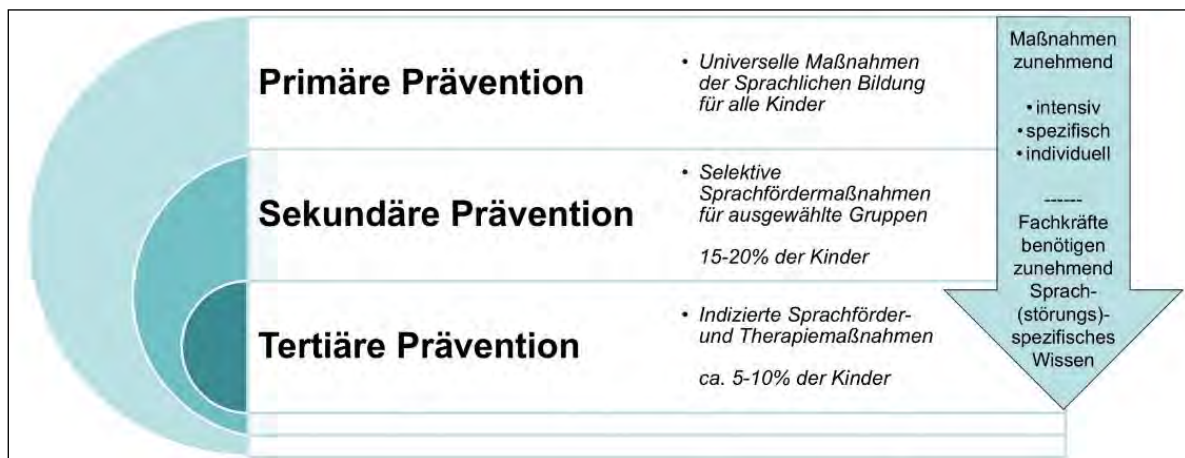 Primäre Prävention
• Universelle Maßnahmen
der Sprachlichen Bildung
für alle Kinder
Sekundäre Prävention
• Selektive
Sprachfördermaßnahmen
für ausgewählte Gruppen
15-20% der Kinder
Tertiäre Prävention
• Indizierte Sprachförder-
und Therapiemaßnahmen
ca. 5-10% der Kinder
Maßnahmen
zunehmend
• intensiv
• spezifisch
• individuell
------
Fachkräfte
benötigen
zunehmend
Sprach-
(störungs)-
spezifisches
Wissen